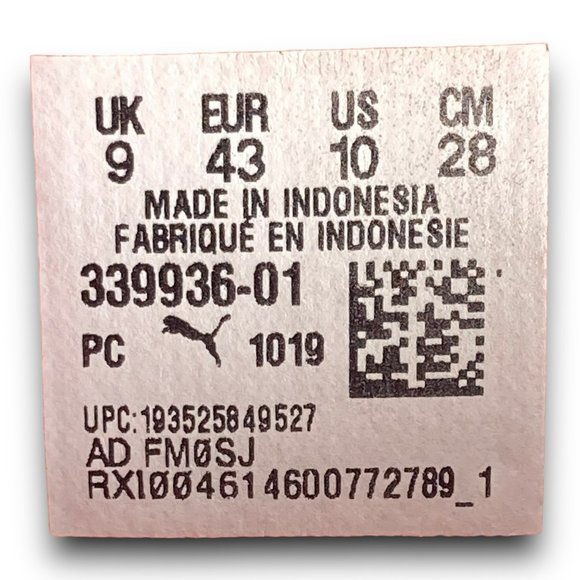 UK EUR US CM
9 43 10 28
MADE IN INDONESIA
FABRIQUÉ EN INDONESIE
339936-01
PC 1019
UPC:193525849527
AD FM0SJ
RXI004614600772789_1